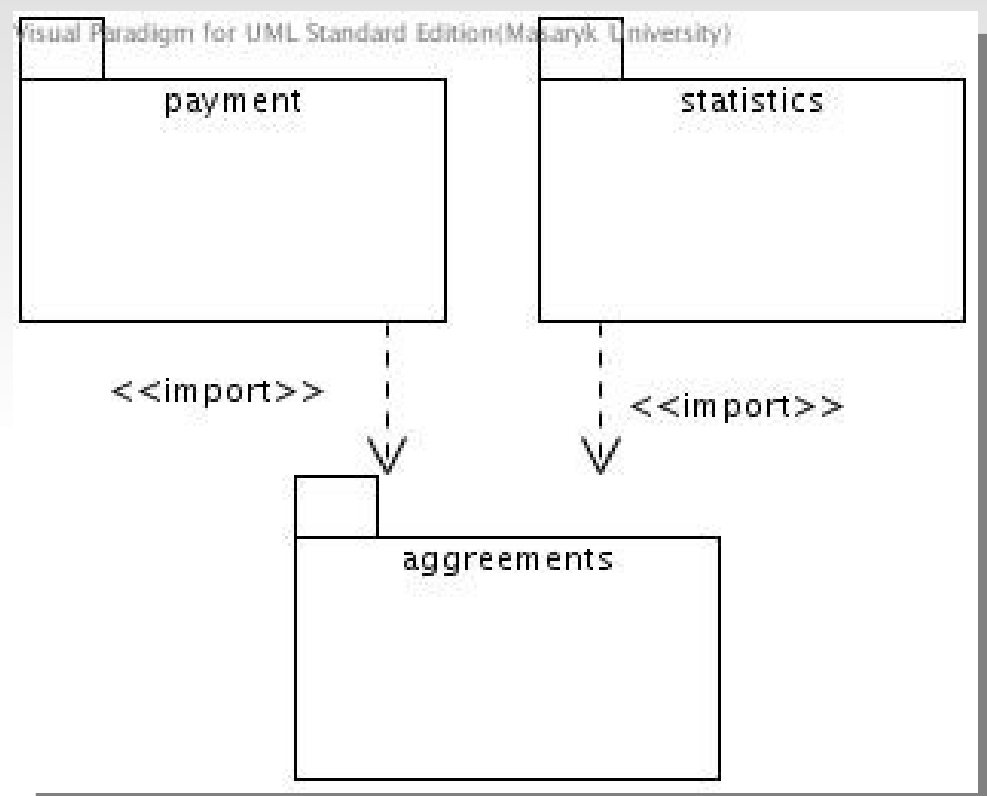 Visual Paradigm for UML Standard Edition(Masaryk University)
payment
statistics
<<import>>
<<import>>
aggreements